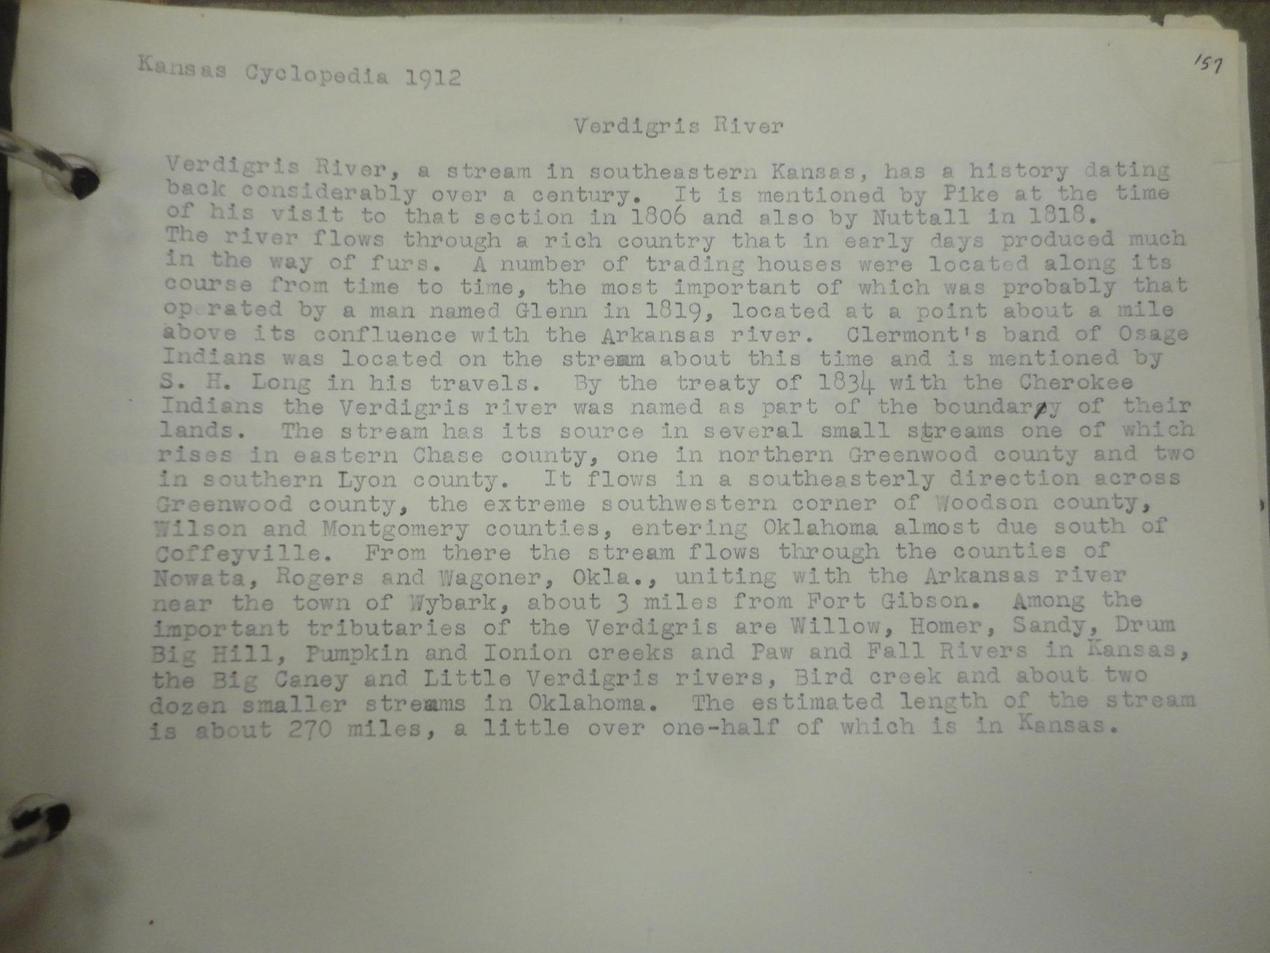 157
Kansas Cyclopedia 1912
Verdigris River
Verdigris River, a stream in southeastern Kansas, has a history dating
back considerably over a century. It is mentioned by Pike at the time
of his visit to that section in 1806 and also by Nuttall in 1818.
The river flows through a rich country that in early days produced much
in the way of furs. A number of trading houses were located along its
course from time to time, the most important of which was probably that
operated by a man named Glenn in 1819, located at a point about a mile
above its confluence with the Arkansas river. Clermont's band of Osage
Indians was located on the stream about this time and is mentioned by
S. H. Long in his travels. By the treaty of 1834 with the Cherokee
Indians the Verdigris river was named as part of the boundary of their
lands. The stream has its source in several small streams one of which
rises in eastern Chase county, one in northern Greenwood county and two
in southern Lyon county. It flows in a southeasterly direction across
Greenwood county, the extreme southwestern corner of Woodson county,
Wilson and Montgomery counties, entering Oklahoma almost due south of
Coffeyville. From there the stream flows through the counties of
Nowata, Rogers and Wagoner, Okla., uniting with the Arkansas river
near the town of Wybark, about 3 miles from Fort Gibson. Among the
important tributaries of the Verdigris are Willow, Homer, Sandy, Drum
Big Hill, Pumpkin and Ionion creeks and Paw and Fall Rivers in Kansas,
the Big Caney and Little Verdigris rivers, Bird creek and about two
dozen smaller streams in Oklahoma. The estimated length of the stream
is about 270 miles, a little over one-half of which is in Kansas.